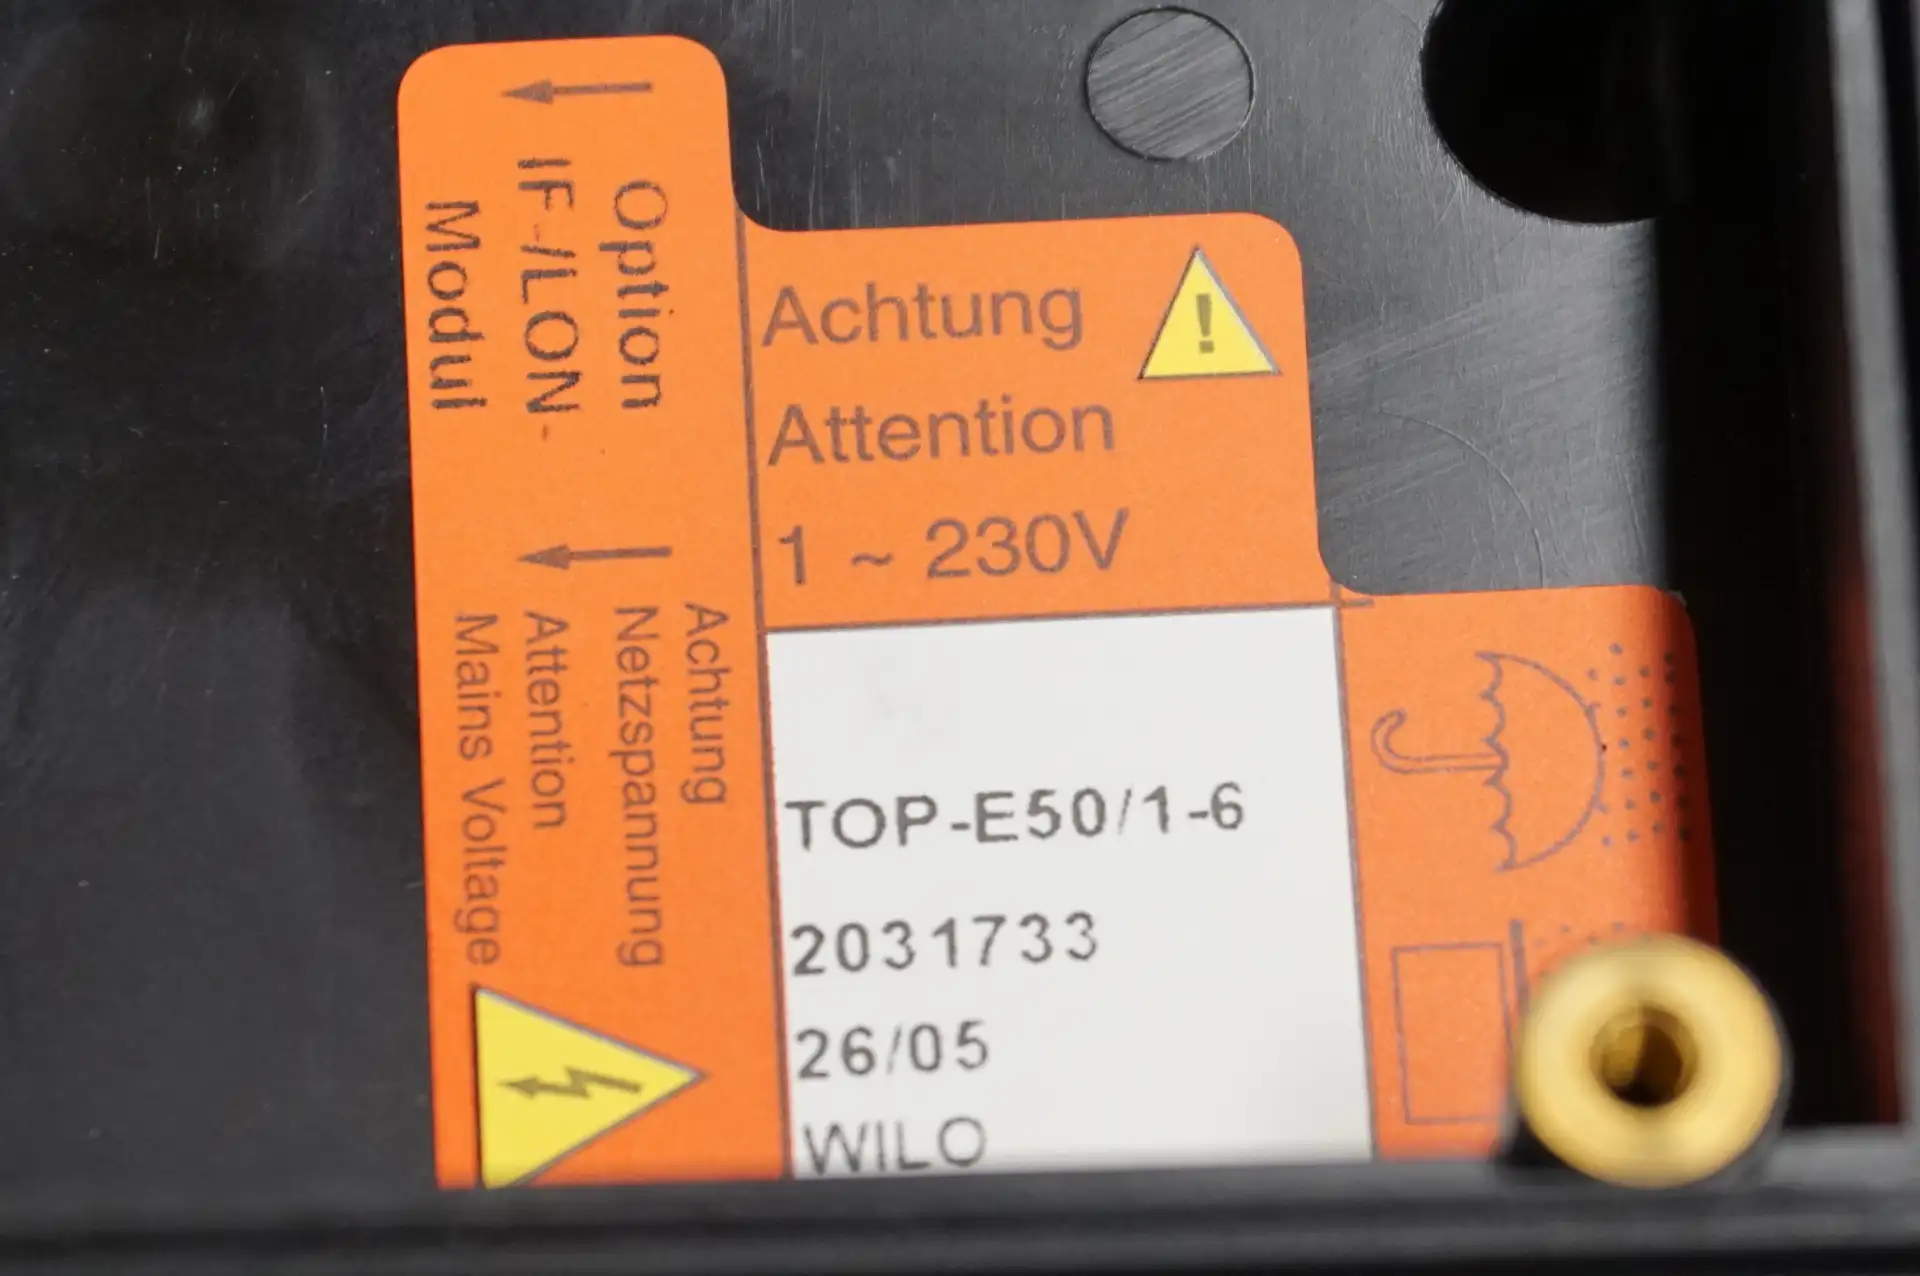 Option
IF-/LON-
Modul
Achtung
Netzspannung
Attention
Mains Voltage
Achtung
Attention
1 ~ 230V
TOP-E50/1-6
2031733
26/05
WILO